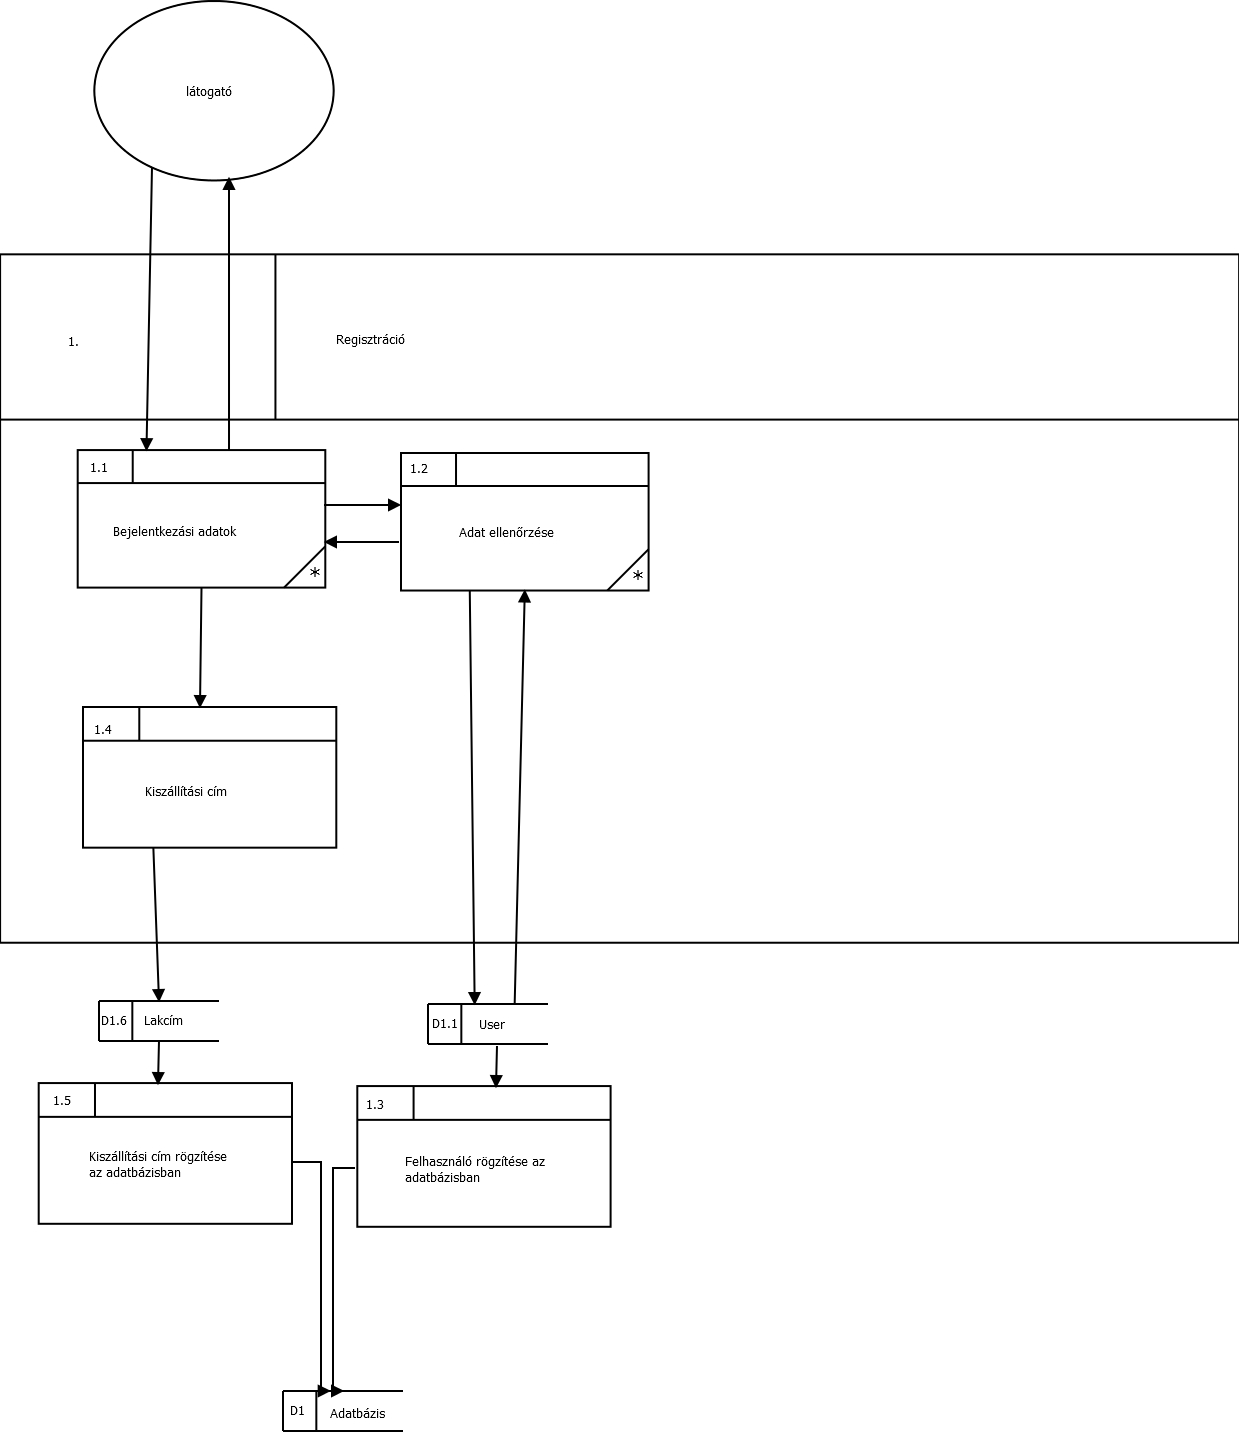 látogató
1.
Regisztráció
1.1
1.2
Bejelentkezási adatok
Adat ellenőrzése
*
*
1.4
Kiszállítási cím
D1.6
Lakcím
D1.1
User
1.5
1.3
Kiszállítási cím rögzítése
az adatbázisban
Felhasználó rögzítése az
adatbázisban
D1
Adatbázis